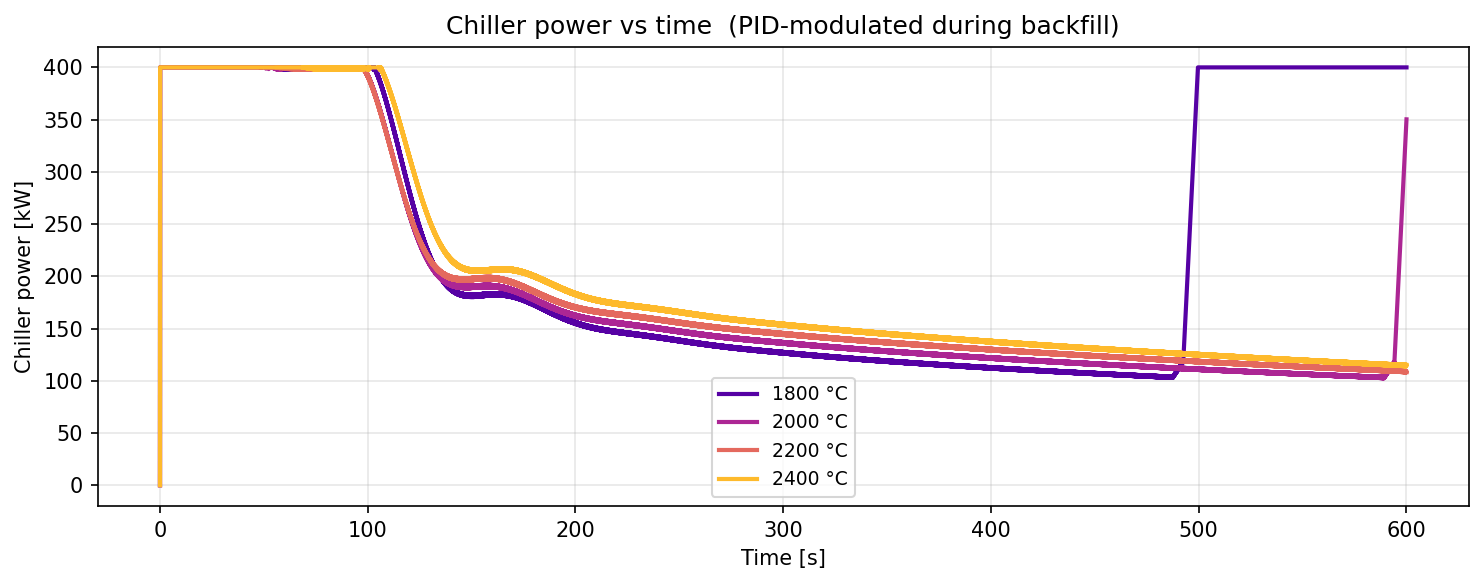 Chiller power vs time  (PID-modulated during backfill)
Chiller power [kW]
400
350
300
250
200
150
100
50
0
1800 °C
2000 °C
2200 °C
2400 °C
0 100 200 300 400 500 600
Time [s]